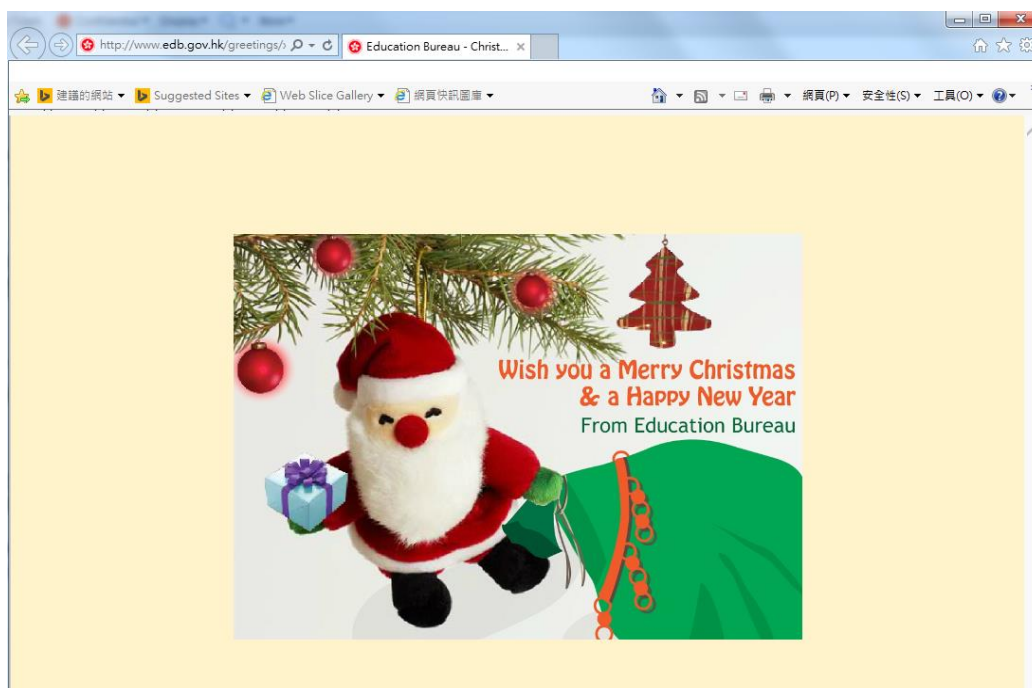 http://www.edb.gov.hk/greetings/
Education Bureau - Christ...
建議的網站
Suggested Sites
Web Slice Gallery
網頁快訊圖庫
網頁(P)
安全性(S)
工具(O)
Wish you a Merry Christmas
& a Happy New Year
From Education Bureau